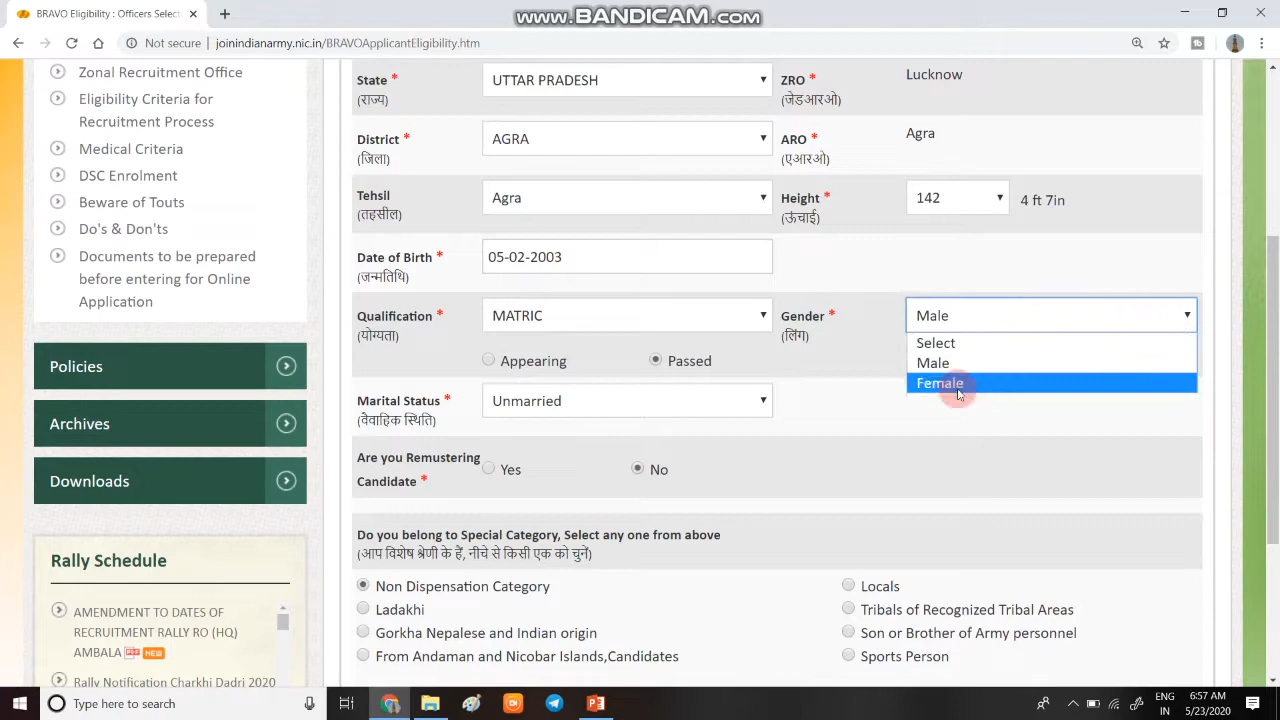 www.BANDICAM.com
BRAVO Eligibility : Officers Select
Not secure | joinindianarmy.nic.in/BRAVOApplicantEligibility.htm
Zonal Recruitment Office
Eligibility Criteria for
Recruitment Process
Medical Criteria
DSC Enrolment
Beware of Touts
Do's & Don'ts
Documents to be prepared
before entering for Online
Application
Policies
Archives
Downloads
Rally Schedule
AMENDMENT TO DATES OF
RECRUITMENT RALLY RO (HQ)
AMBALA NEW
Rally Notification Charkhi Dadri 2020
State * UTTAR PRADESH ZRO * Lucknow
(राज्य) (जेडआरओ)
District * AGRA ARO * Agra
(जिला) (एआरओ)
Tehsil Agra Height * 142 4 ft 7in
(तहसील) (ऊंचाई)
Date of Birth * 05-02-2003
(जन्मतिथि)
Qualification * MATRIC Gender * Male
(योग्यता) (लिंग)
Select
Male
Female
Appearing Passed
Marital Status * Unmarried
(वैवाहिक स्थिति)
Are you Remustering
Candidate * Yes No
Do you belong to Special Category, Select any one from above
(आप विशेष श्रेणी के हैं, नीचे से किसी एक को चुनें)
Non Dispensation Category Locals
Ladakhi Tribals of Recognized Tribal Areas
Gorkha Nepalese and Indian origin Son or Brother of Army personnel
From Andaman and Nicobar Islands,Candidates Sports Person
Type here to search
ENG 6:57 AM
IN 5/23/2020